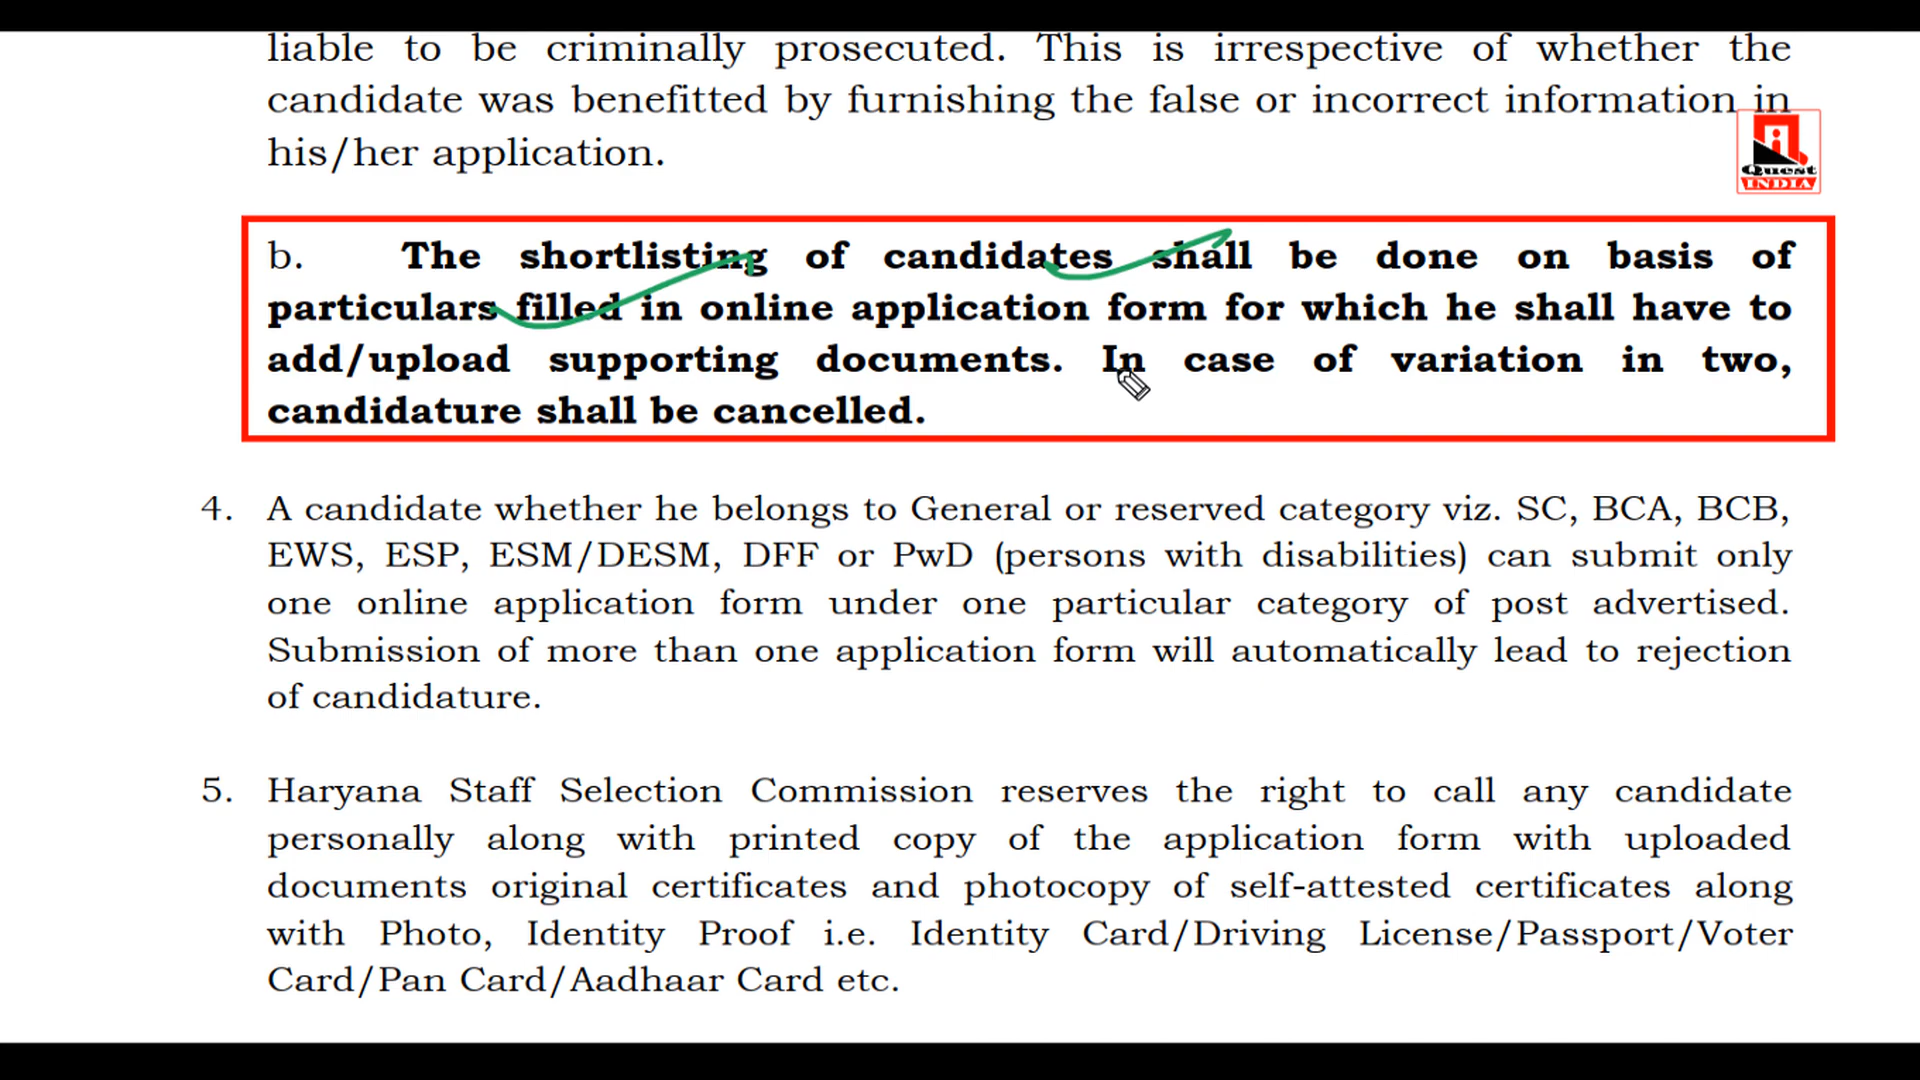 liable to be criminally prosecuted. This is irrespective of whether the
candidate was benefitted by furnishing the false or incorrect information in
his/her application.
Quest
INDIA
b. The shortlisting of candidates shall be done on basis of
particulars filled in online application form for which he shall have to
add/upload supporting documents. In case of variation in two,
candidature shall be cancelled.
4. A candidate whether he belongs to General or reserved category viz. SC, BCA, BCB,
EWS, ESP, ESM/DESM, DFF or PwD (persons with disabilities) can submit only
one online application form under one particular category of post advertised.
Submission of more than one application form will automatically lead to rejection
of candidature.
5. Haryana Staff Selection Commission reserves the right to call any candidate
personally along with printed copy of the application form with uploaded
documents original certificates and photocopy of self-attested certificates along
with Photo, Identity Proof i.e. Identity Card/Driving License/Passport/Voter
Card/Pan Card/Aadhaar Card etc.